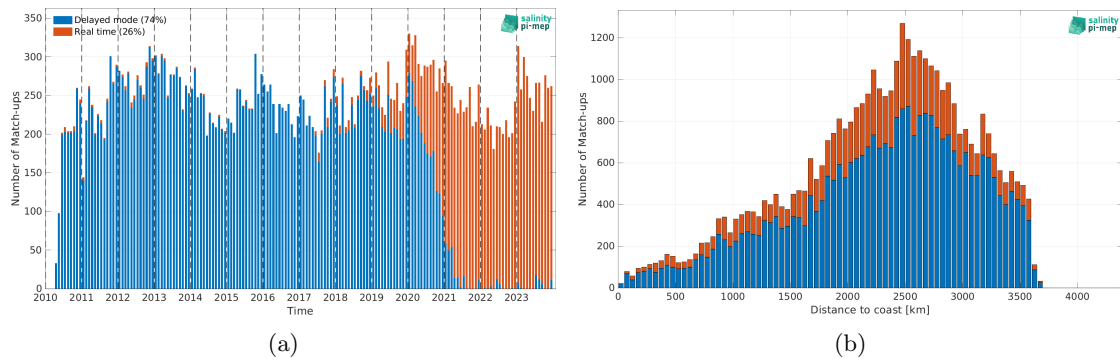 Delayed mode (74%)
Real time (26%)
salinity
pi-mep
350
300
250
200
150
100
50
0
Number of Match-ups
2010 2011 2012 2013 2014 2015 2016 2017 2018 2019 2020 2021 2022 2023
Time
(a)
salinity
pi-mep
1200
1000
800
600
400
200
0
Number of Match-ups
0 500 1000 1500 2000 2500 3000 3500 4000
Distance to coast [km]
(b)